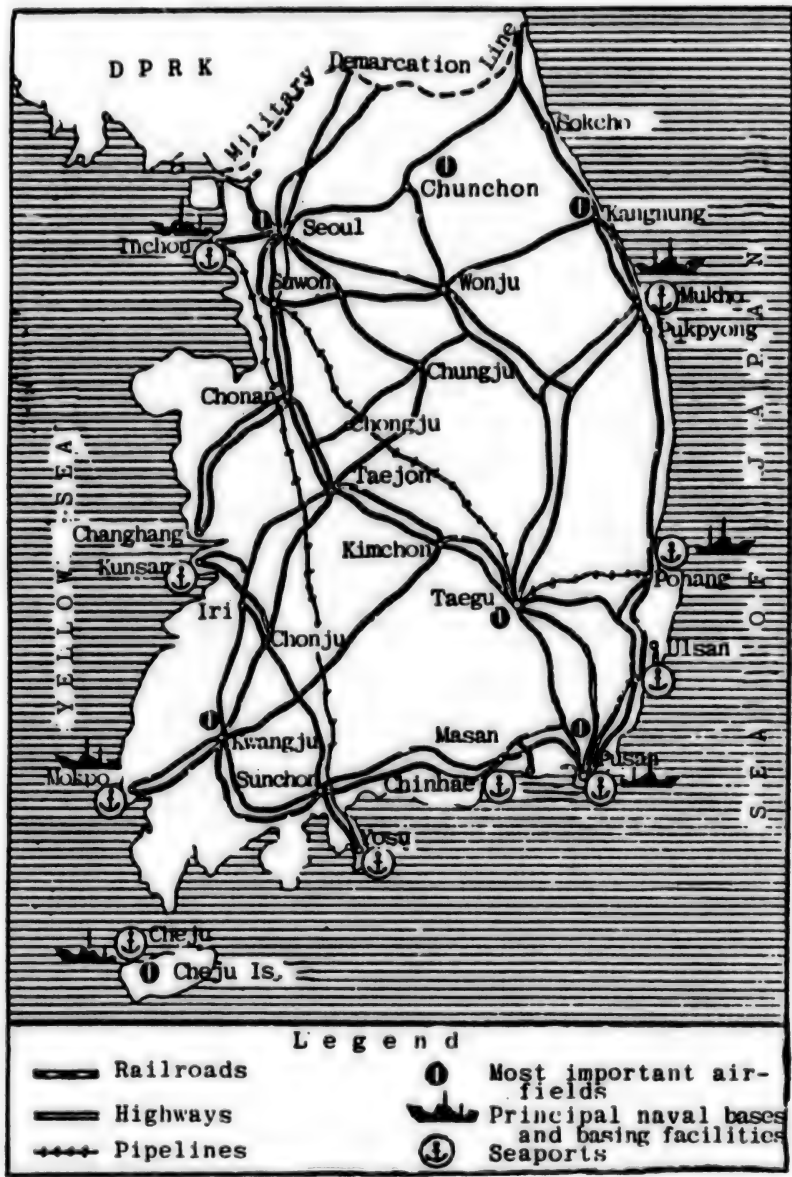 D P R K
Military Demarcation Line
Sokcho
Chunchon
Kangnung
Seoul
Inchon
Suwon
Wonju
Mukho
Pukpyong
Chungju
Chonan
Chongju
Taejon
Changhang
Kimchon
Kunsan
Pohang
Taegu
Iri
Chonju
Ulsan
YELLOW SEA
SEA OF JAPAN
Kwangju
Masan
Pusan
Mokpo
Sunchon
Chinhae
Yosu
Cheju
Cheju Is.
Legend
Railroads
Highways
Pipelines
Most important air-
fields
Principal naval bases
and basing facilities
Seaports